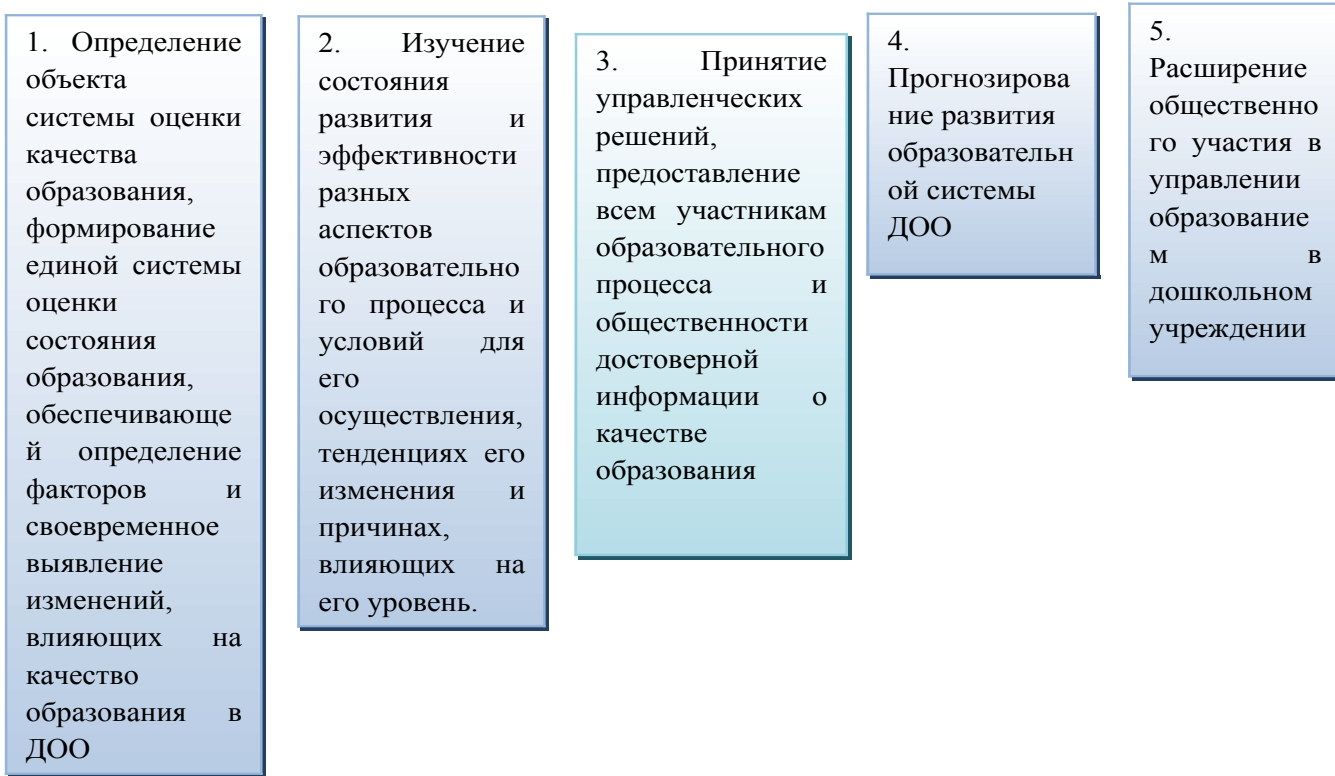 1. Определение
объекта
системы оценки
качества
образования,
формирование
единой системы
оценки
состояния
образования,
обеспечивающе
й определение
факторов и
своевременное
выявление
изменений,
влияющих на
качество
образования в
ДОО
2. Изучение
состояния
развития и
эффективности
разных
аспектов
образовательно
го процесса и
условий для
его
осуществления,
тенденциях его
изменения и
причинах,
влияющих на
его уровень.
3. Принятие
управленческих
решений,
предоставление
всем участникам
образовательного
процесса и
общественности
достоверной
информации о
качестве
образования
4.
Прогнозирова
ние развития
образовательн
ой системы
ДОО
5.
Расширение
общественно
го участия в
управлении
образование
м в
дошкольном
учреждении